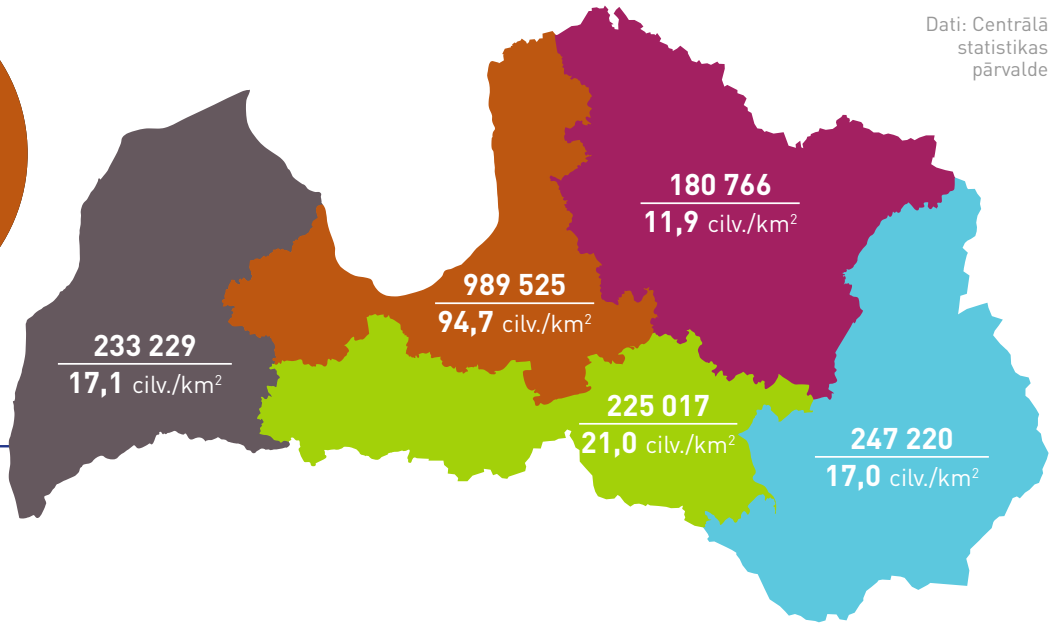 Dati: Centrālā
statistikas
pārvalde
180 766
11,9 cilv./km²
989 525
94,7 cilv./km²
233 229
17,1 cilv./km²
225 017
21,0 cilv./km²
247 220
17,0 cilv./km²